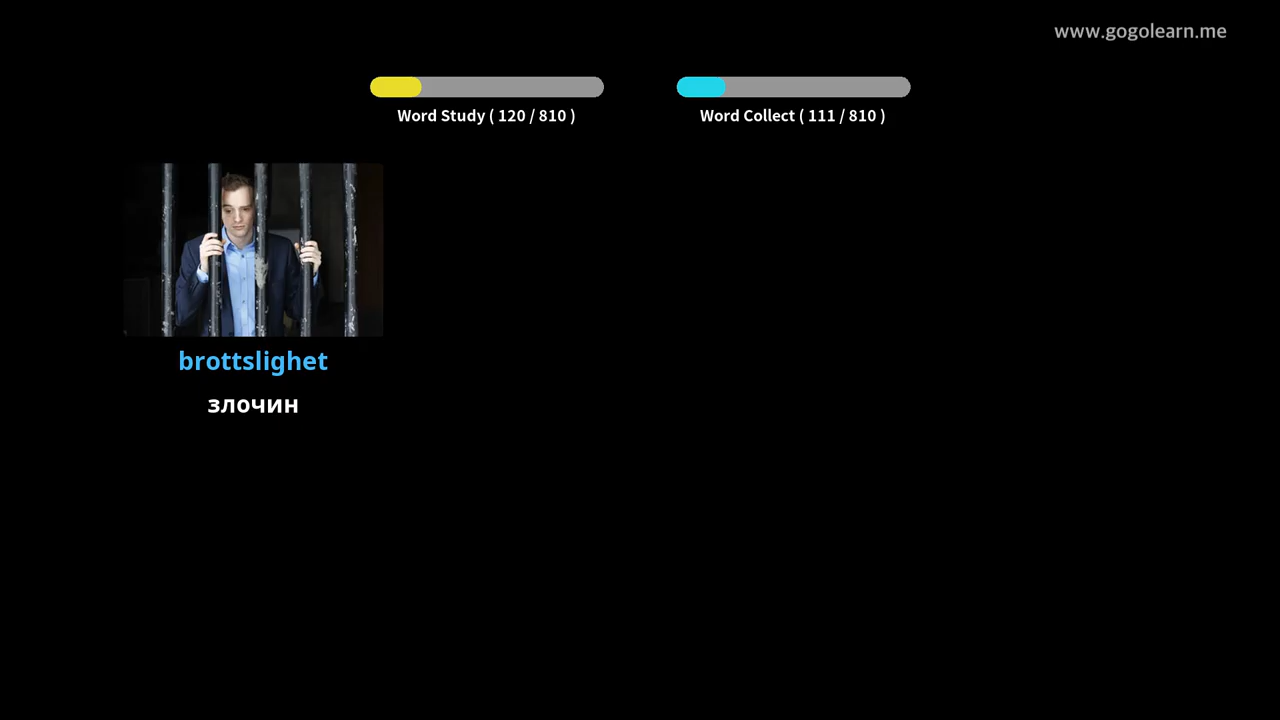 www.gogolearn.me
Word Study ( 120 / 810 )
Word Collect ( 111 / 810 )
brottslighet
злочин